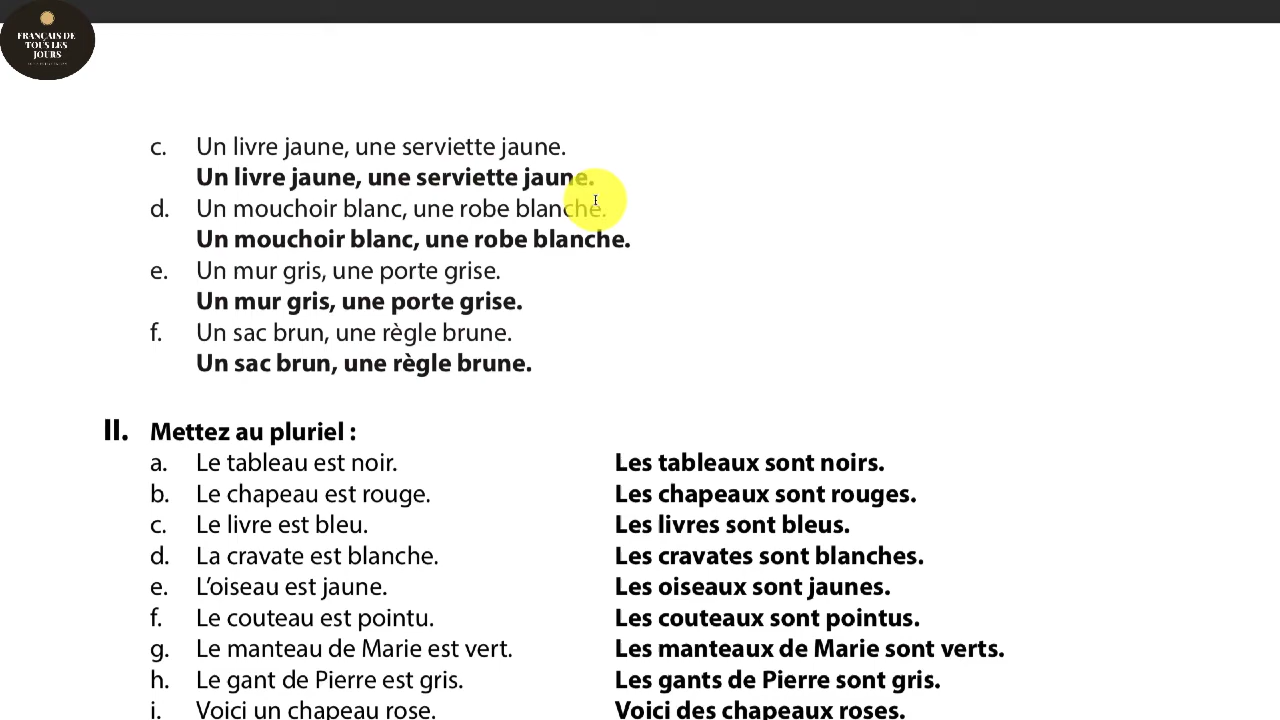 FRANÇAIS DE
TOUS LES
JOURS
c. Un livre jaune, une serviette jaune.
Un livre jaune, une serviette jaune.
d. Un mouchoir blanc, une robe blanche.
Un mouchoir blanc, une robe blanche.
e. Un mur gris, une porte grise.
Un mur gris, une porte grise.
f. Un sac brun, une règle brune.
Un sac brun, une règle brune.
II. Mettez au pluriel :
a. Le tableau est noir. Les tableaux sont noirs.
b. Le chapeau est rouge. Les chapeaux sont rouges.
c. Le livre est bleu. Les livres sont bleus.
d. La cravate est blanche. Les cravates sont blanches.
e. L’oiseau est jaune. Les oiseaux sont jaunes.
f. Le couteau est pointu. Les couteaux sont pointus.
g. Le manteau de Marie est vert. Les manteaux de Marie sont verts.
h. Le gant de Pierre est gris. Les gants de Pierre sont gris.
i. Voici un chapeau rose. Voici des chapeaux roses.